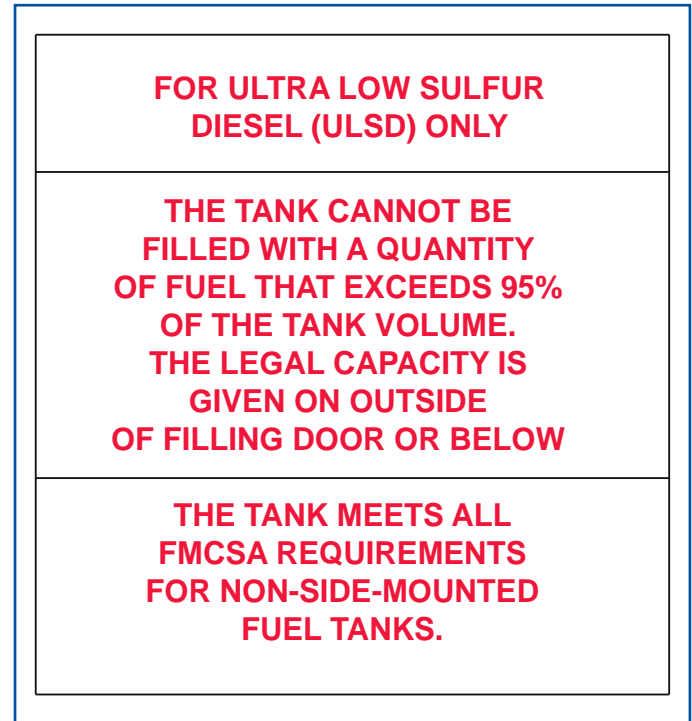 FOR ULTRA LOW SULFUR
DIESEL (ULSD) ONLY
THE TANK CANNOT BE
FILLED WITH A QUANTITY
OF FUEL THAT EXCEEDS 95%
OF THE TANK VOLUME.
THE LEGAL CAPACITY IS
GIVEN ON OUTSIDE
OF FILLING DOOR OR BELOW
THE TANK MEETS ALL
FMCSA REQUIREMENTS
FOR NON-SIDE-MOUNTED
FUEL TANKS.